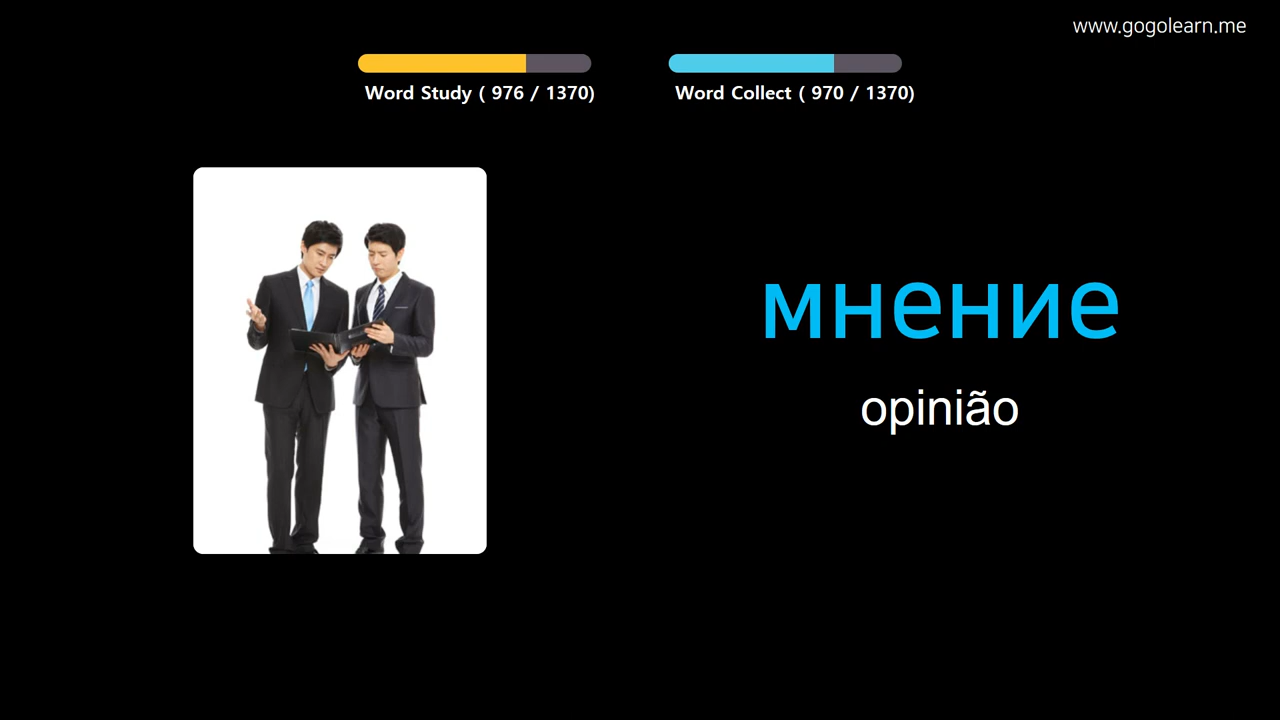 www.gogolearn.me
Word Study ( 976 / 1370)
Word Collect ( 970 / 1370)
мнение
opinião